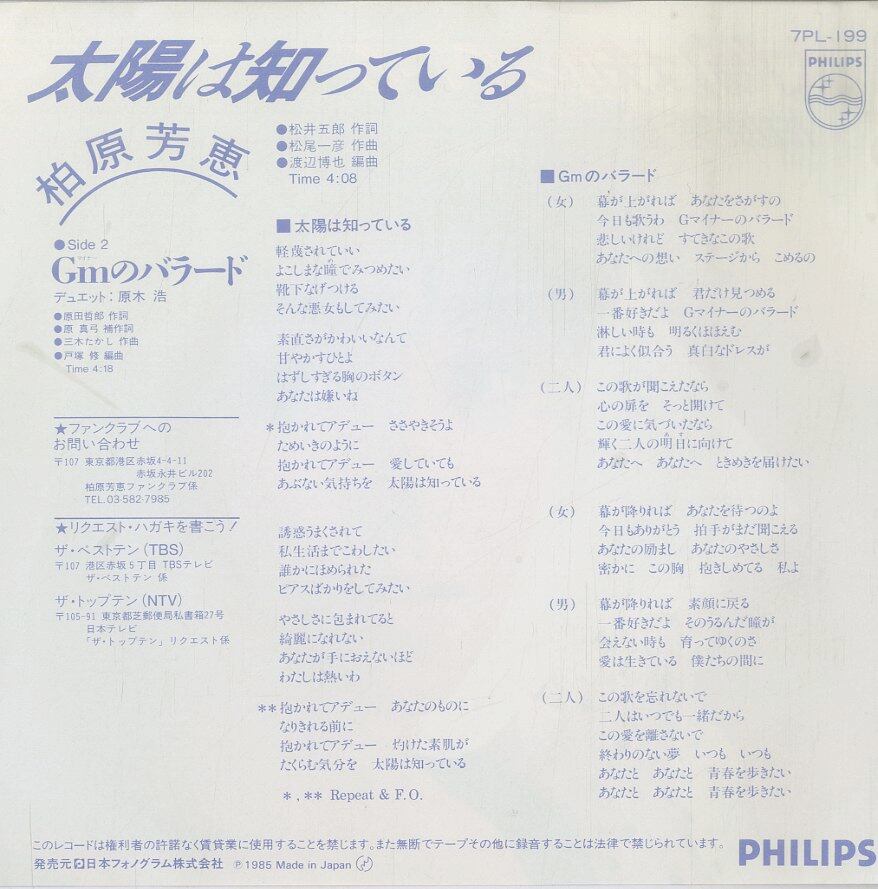 7PL-199
PHILIPS
太陽は知っている
柏原芳恵
●松井五郎 作詞
●松尾一彦 作曲
●渡辺博也 編曲
Time 4:08
●Side 2
マイナー
Gmのバラード
デュエット：原木 浩
●原田哲郎 作詞
●原 真弓 補作詞
●三木たかし 作曲
●戸塚 修 編曲
Time 4:18
★ファンクラブへの
お問い合わせ
〒107 東京都港区赤坂4-4-11
赤坂永井ビル202
柏原芳恵ファンクラブ係
TEL.03-582-7985
★リクエスト・ハガキを書こう！
ザ・ベストテン(TBS)
〒107 港区赤坂5丁目 TBSテレビ
ザ・ベストテン 係
ザ・トップテン(NTV)
〒105-91 東京都芝郵便局私書箱27号
日本テレビ
「ザ・トップテン」リクエスト係
■太陽は知っている
軽蔑されていい
よこしまな瞳でみつめたい
靴下なげつける
そんな悪女もしてみたい
素直さがかわいいなんて
甘やかすひとよ
はずしすぎる胸のボタン
あなたは嫌いね
*抱かれてアデュー ささやきそうよ
ためいきのように
抱かれてアデュー 愛していても
あぶない気持ちを 太陽は知っている
誘惑うまくされて
私生活までこわしたい
誰かにほめられた
ピアスばかりをしてみたい
やさしさに包まれてると
綺麗になれない
あなたが手におえないほど
わたしは熱いわ
**抱かれてアデュー あなたのものに
なりきれる前に
抱かれてアデュー 灼けた素肌が
たくらむ気分を 太陽は知っている
*, ** Repeat & F.O.
■Gmのバラード
(女) 幕が上がれば あなたをさがすの
今日も歌うわ Gマイナーのバラード
悲しいけれど すてきなこの歌
あなたへの想い ステージから こめるの
(男) 幕が上がれば 君だけ見つめる
一番好きだよ Gマイナーのバラード
淋しい時も 明るくほほえむ
君によく似合う 真白なドレスが
(二人) この歌が聞こえたなら
心の扉を そっと開けて
この愛に気づいたなら
輝く二人の明日に向けて
あなたへ あなたへ ときめきを届けたい
(女) 幕が降りれば あなたを待つのよ
今日もありがとう 拍手がまだ聞こえる
あなたの励まし あなたのやさしさ
密かに この胸 抱きしめてる 私よ
(男) 幕が降りれば 素顔に戻る
一番好きだよ そのうるんだ瞳が
会えない時も 育ってゆくのさ
愛は生きている 僕たちの間に
(二人) この歌を忘れないで
二人はいつでも一緒だから
この愛を離さないで
終わりのない夢 いつも いつも
あなたと あなたと 青春を歩きたい
あなたと あなたと 青春を歩きたい
このレコードは権利者の許諾なく賃貸業に使用することを禁じます。また無断でテープその他に録音することは法律で禁じられています。
発売元 日本フォノグラム株式会社 ℗1985 Made in Japan
PHILIPS